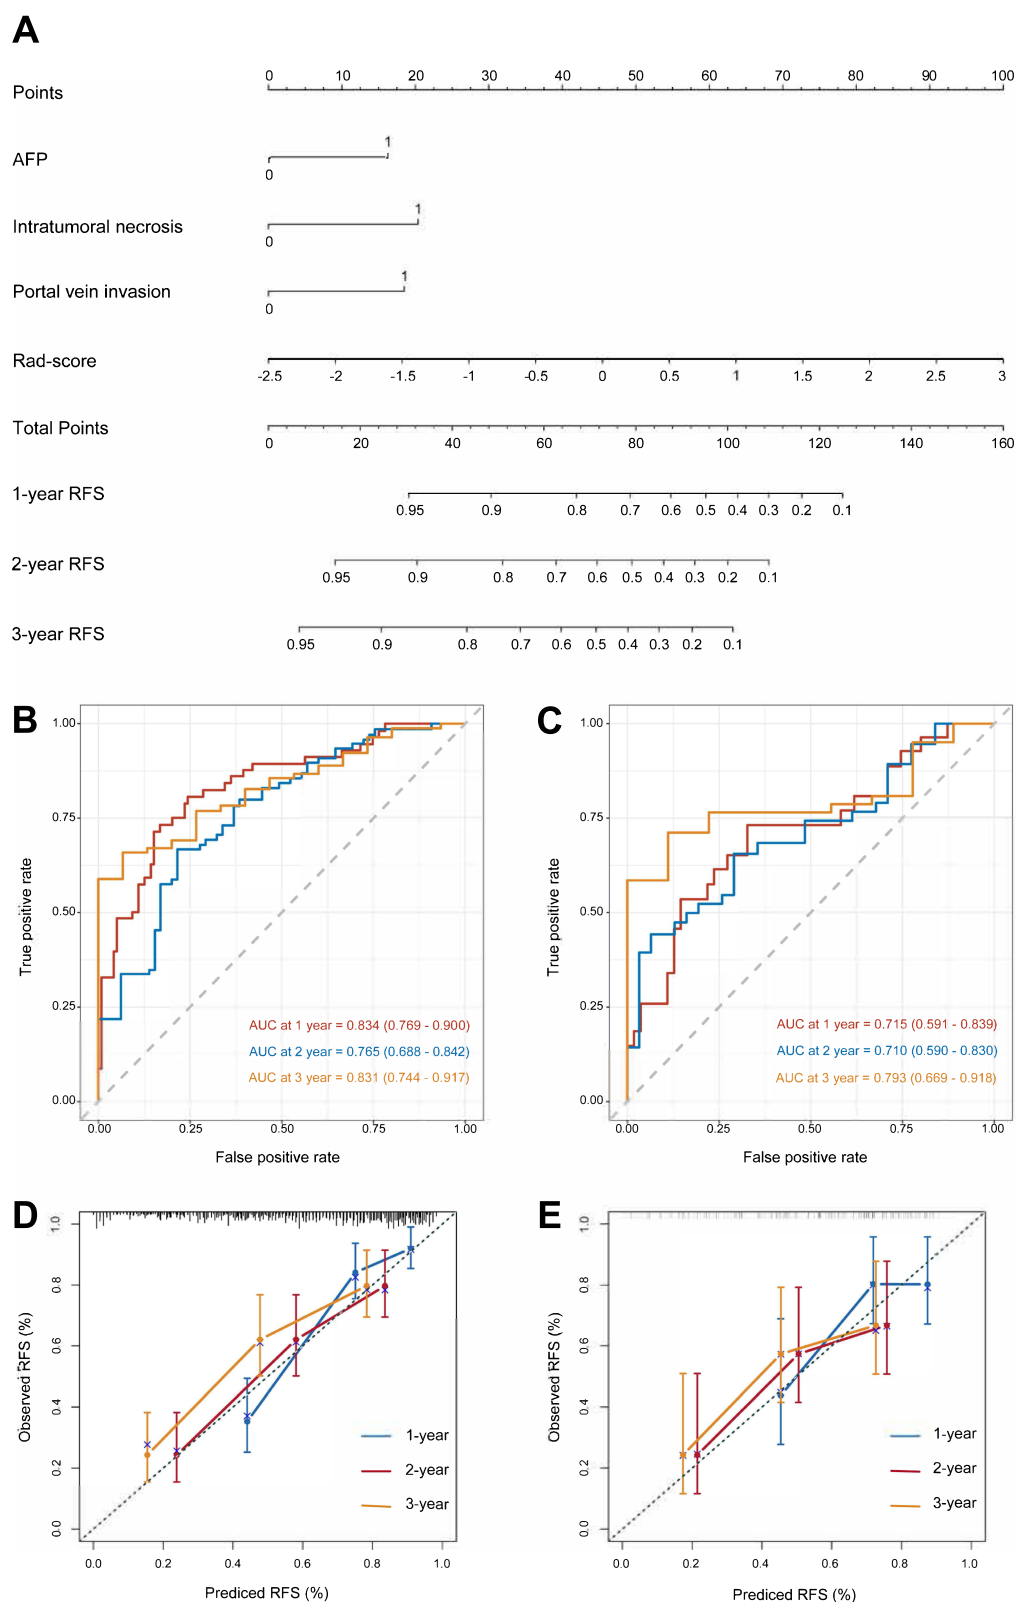 A
Points
0 10 20 30 40 50 60 70 80 90 100
AFP
1
0
Intratumoral necrosis
1
0
Portal vein invasion
1
0
Rad-score
-2.5 -2 -1.5 -1 -0.5 0 0.5 1 1.5 2 2.5 3
Total Points
0 20 40 60 80 100 120 140 160
1-year RFS
0.95 0.9 0.8 0.7 0.6 0.5 0.4 0.3 0.2 0.1
2-year RFS
0.95 0.9 0.8 0.7 0.6 0.5 0.4 0.3 0.2 0.1
3-year RFS
0.95 0.9 0.8 0.7 0.6 0.5 0.4 0.3 0.2 0.1
B
True positive rate
1.00
0.75
0.50
0.25
0.00
AUC at 1 year = 0.834 (0.769 - 0.900)
AUC at 2 year = 0.765 (0.688 - 0.842)
AUC at 3 year = 0.831 (0.744 - 0.917)
0.00 0.25 0.50 0.75 1.00
False positive rate
C
True positive rate
1.00
0.75
0.50
0.25
0.00
AUC at 1 year = 0.715 (0.591 - 0.839)
AUC at 2 year = 0.710 (0.590 - 0.830)
AUC at 3 year = 0.793 (0.669 - 0.918)
0.00 0.25 0.50 0.75 1.00
False positive rate
D
Observed RFS (%)
1.0
0.8
0.6
0.4
0.2
0.0
1-year
2-year
3-year
0.0 0.2 0.4 0.6 0.8 1.0
Prediced RFS (%)
E
Observed RFS (%)
1.0
0.8
0.6
0.4
0.2
0.0
1-year
2-year
3-year
0.0 0.2 0.4 0.6 0.8 1.0
Prediced RFS (%)